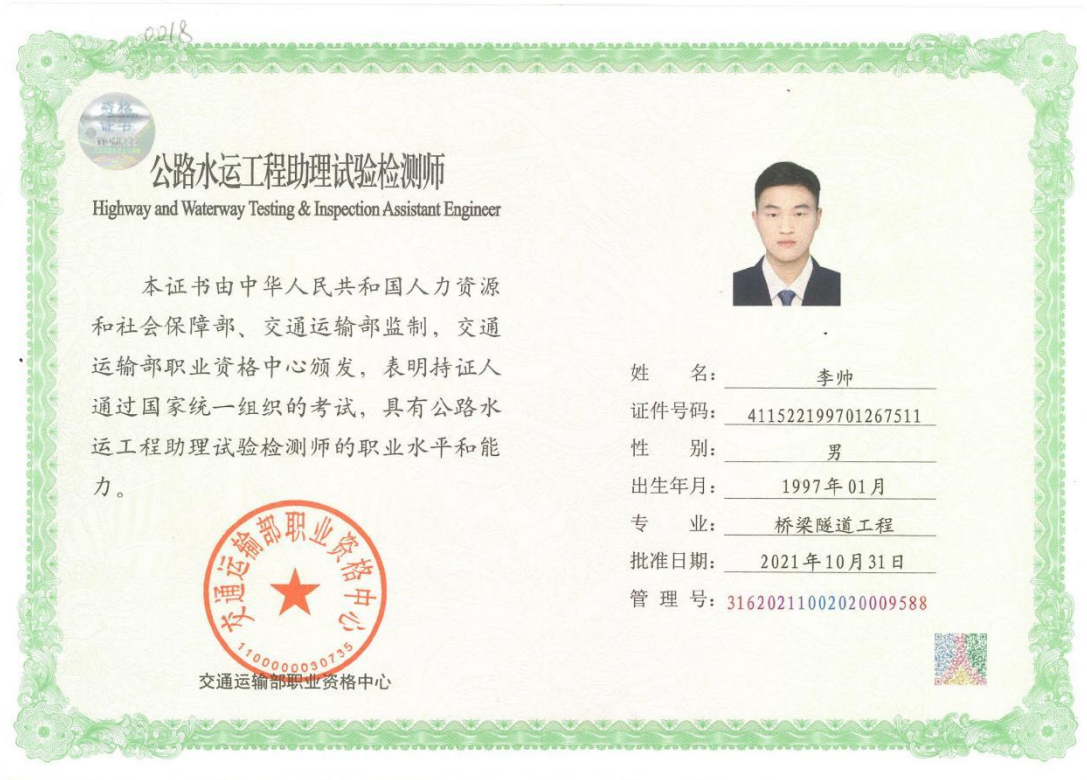 0018
资格
证书
公路水运工程助理试验检测师
Highway and Waterway Testing & Inspection Assistant Engineer
本证书由中华人民共和国人力资源
和社会保障部、交通运输部监制，交通
运输部职业资格中心颁发，表明持证人
通过国家统一组织的考试，具有公路水
运工程助理试验检测师的职业水平和能
力。
交通运输部职业资格中心
1100000030735
交通运输部职业资格中心
姓 名：李帅
证件号码：411522199701267511
性 别：男
出生年月：1997年01月
专 业：桥梁隧道工程
批准日期：2021年10月31日
管 理 号：31620211002020009588